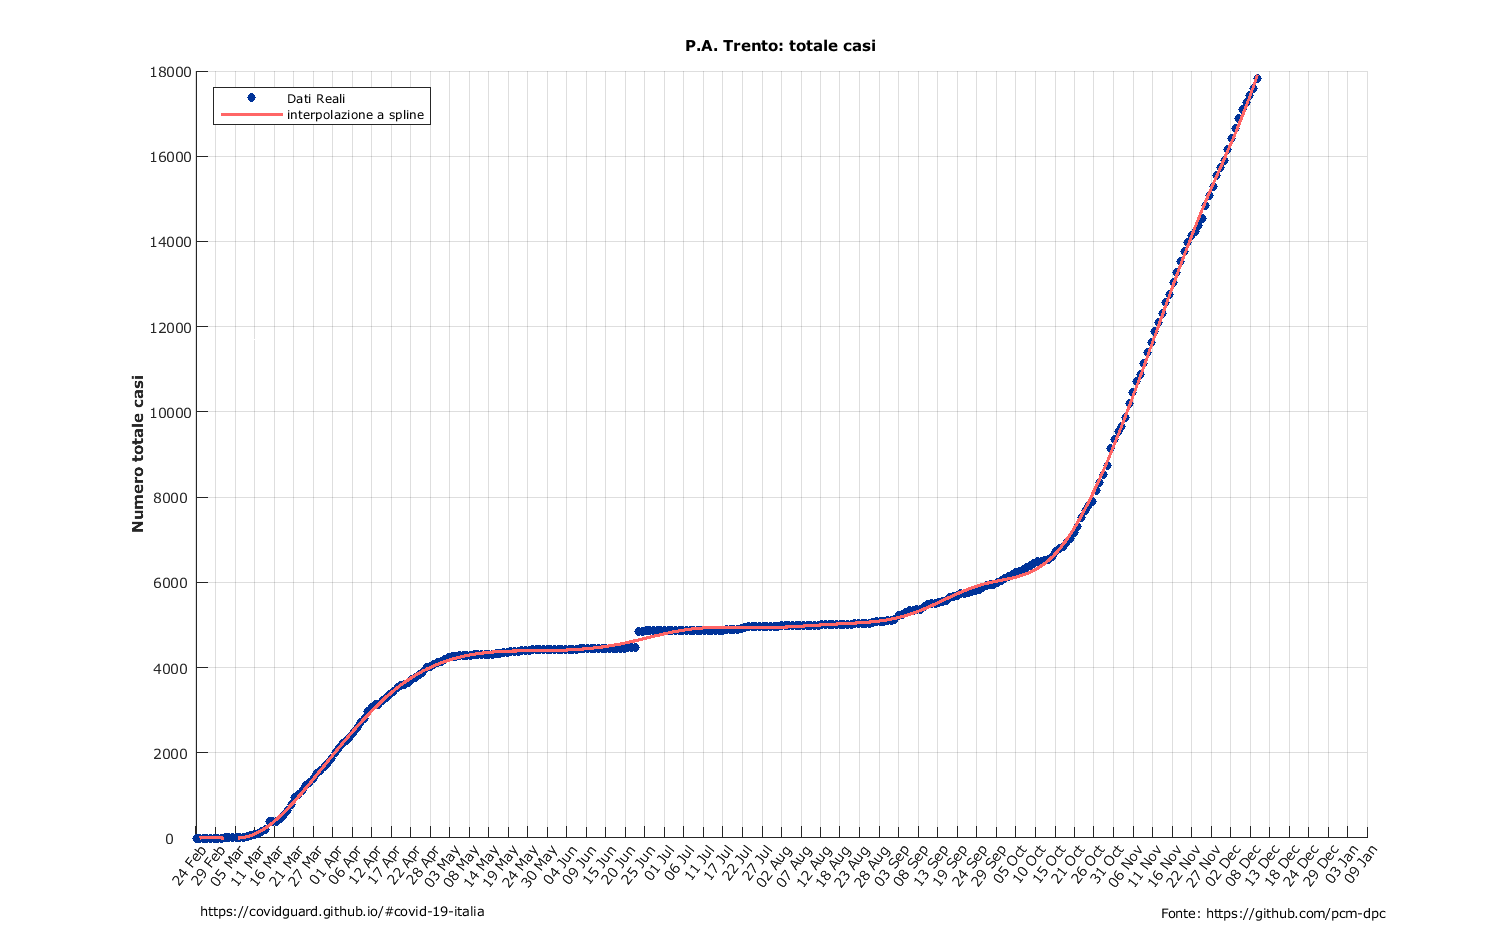 P.A. Trento: totale casi
Dati Reali
interpolazione a spline
Numero totale casi
18000
16000
14000
12000
10000
8000
6000
4000
2000
0
24 Feb
29 Feb
05 Mar
11 Mar
16 Mar
21 Mar
27 Mar
01 Apr
06 Apr
12 Apr
17 Apr
22 Apr
28 Apr
03 May
08 May
14 May
19 May
24 May
30 May
04 Jun
09 Jun
15 Jun
20 Jun
25 Jun
01 Jul
06 Jul
11 Jul
17 Jul
22 Jul
27 Jul
02 Aug
07 Aug
12 Aug
18 Aug
23 Aug
28 Aug
03 Sep
08 Sep
13 Sep
19 Sep
24 Sep
29 Sep
05 Oct
10 Oct
15 Oct
21 Oct
26 Oct
31 Oct
06 Nov
11 Nov
16 Nov
22 Nov
27 Nov
02 Dec
08 Dec
13 Dec
18 Dec
24 Dec
29 Dec
03 Jan
09 Jan
https://covidguard.github.io/#covid-19-italia
Fonte: https://github.com/pcm-dpc